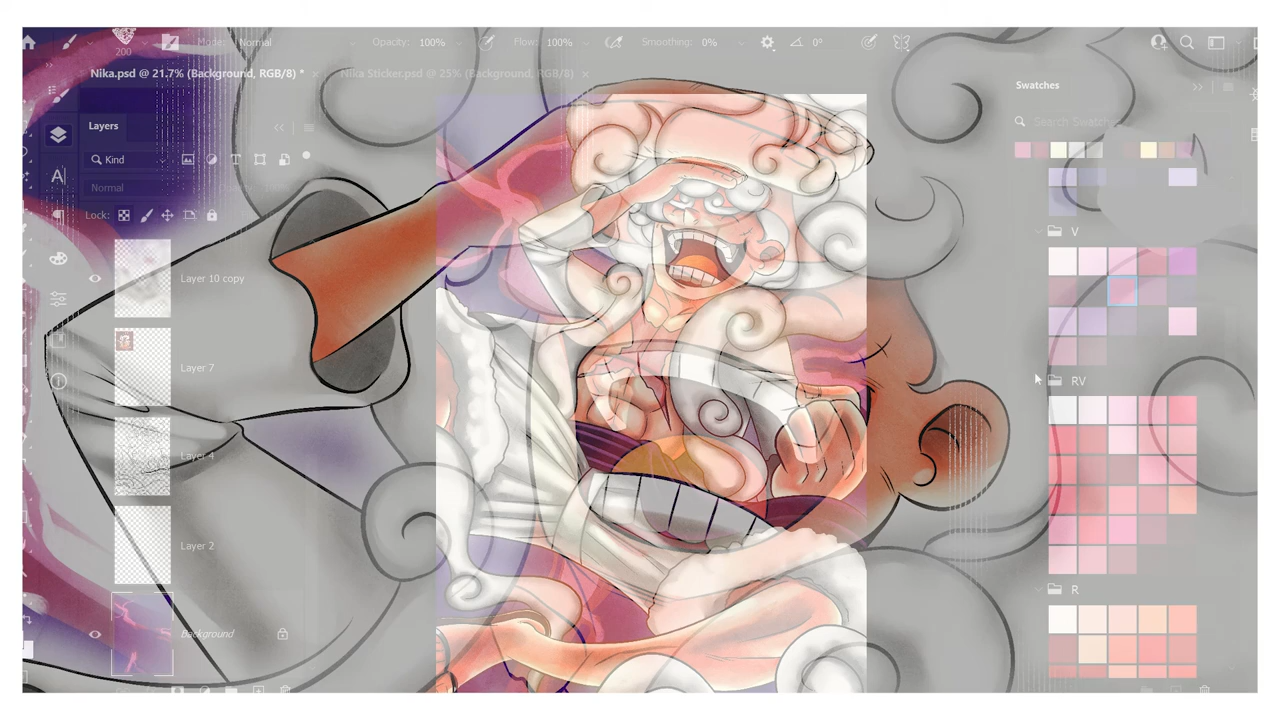 200
Mode: Normal
Opacity: 100%
Flow: 100%
Smoothing: 0%
0°
Nika.psd @ 21.7% (Background, RGB/8) *
Nika Sticker.psd @ 25% (Background, RGB/8)
Swatches
Search Swatch
Layers
Kind
Normal
Lock:
Layer 10 copy
Layer 7
Layer 4
Layer 2
Background
V
RV
R